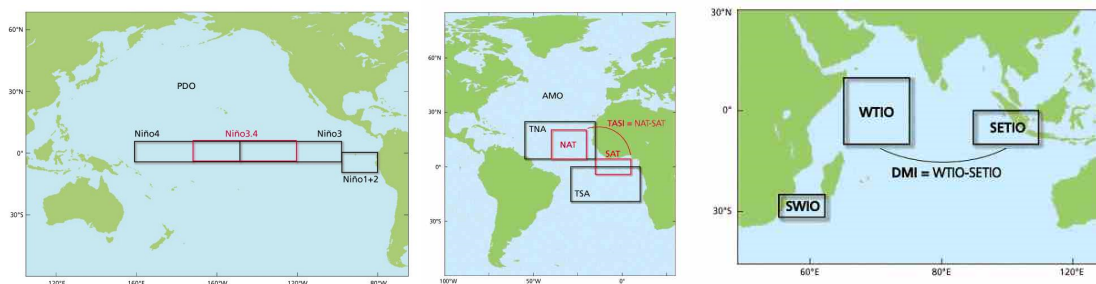 60°N
30°N
0°
30°S
120°E
160°E
160°W
120°W
80°W
PDO
Niño4
Niño3.4
Niño3
Niño1+2
60°N
30°N
0°
30°S
100°W
50°W
0°
AMO
TNA
TASI = NAT-SAT
NAT
SAT
TSA
30°N
0°
30°S
60°E
80°E
100°E
WTIO
SETIO
DMI = WTIO-SETIO
SWIO